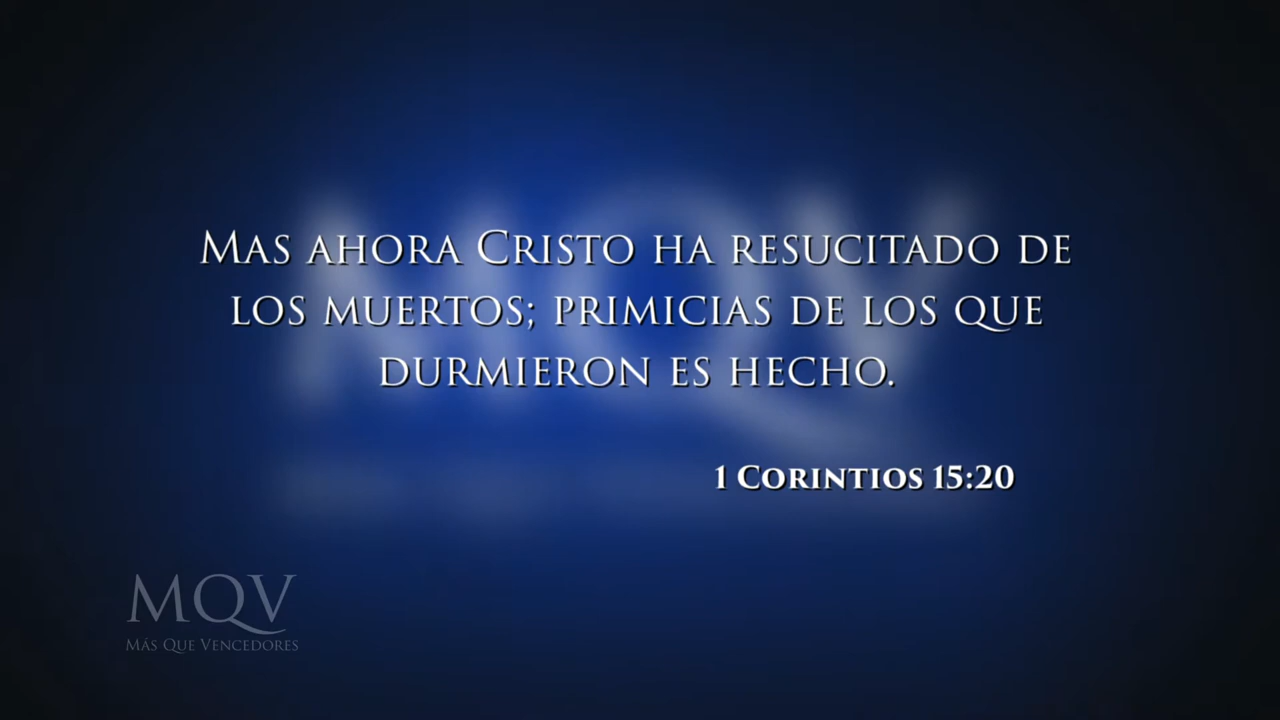 Mas ahora Cristo ha resucitado de
los muertos; primicias de los que
durmieron es hecho.
1 Corintios 15:20
MQV
Más Que Vencedores